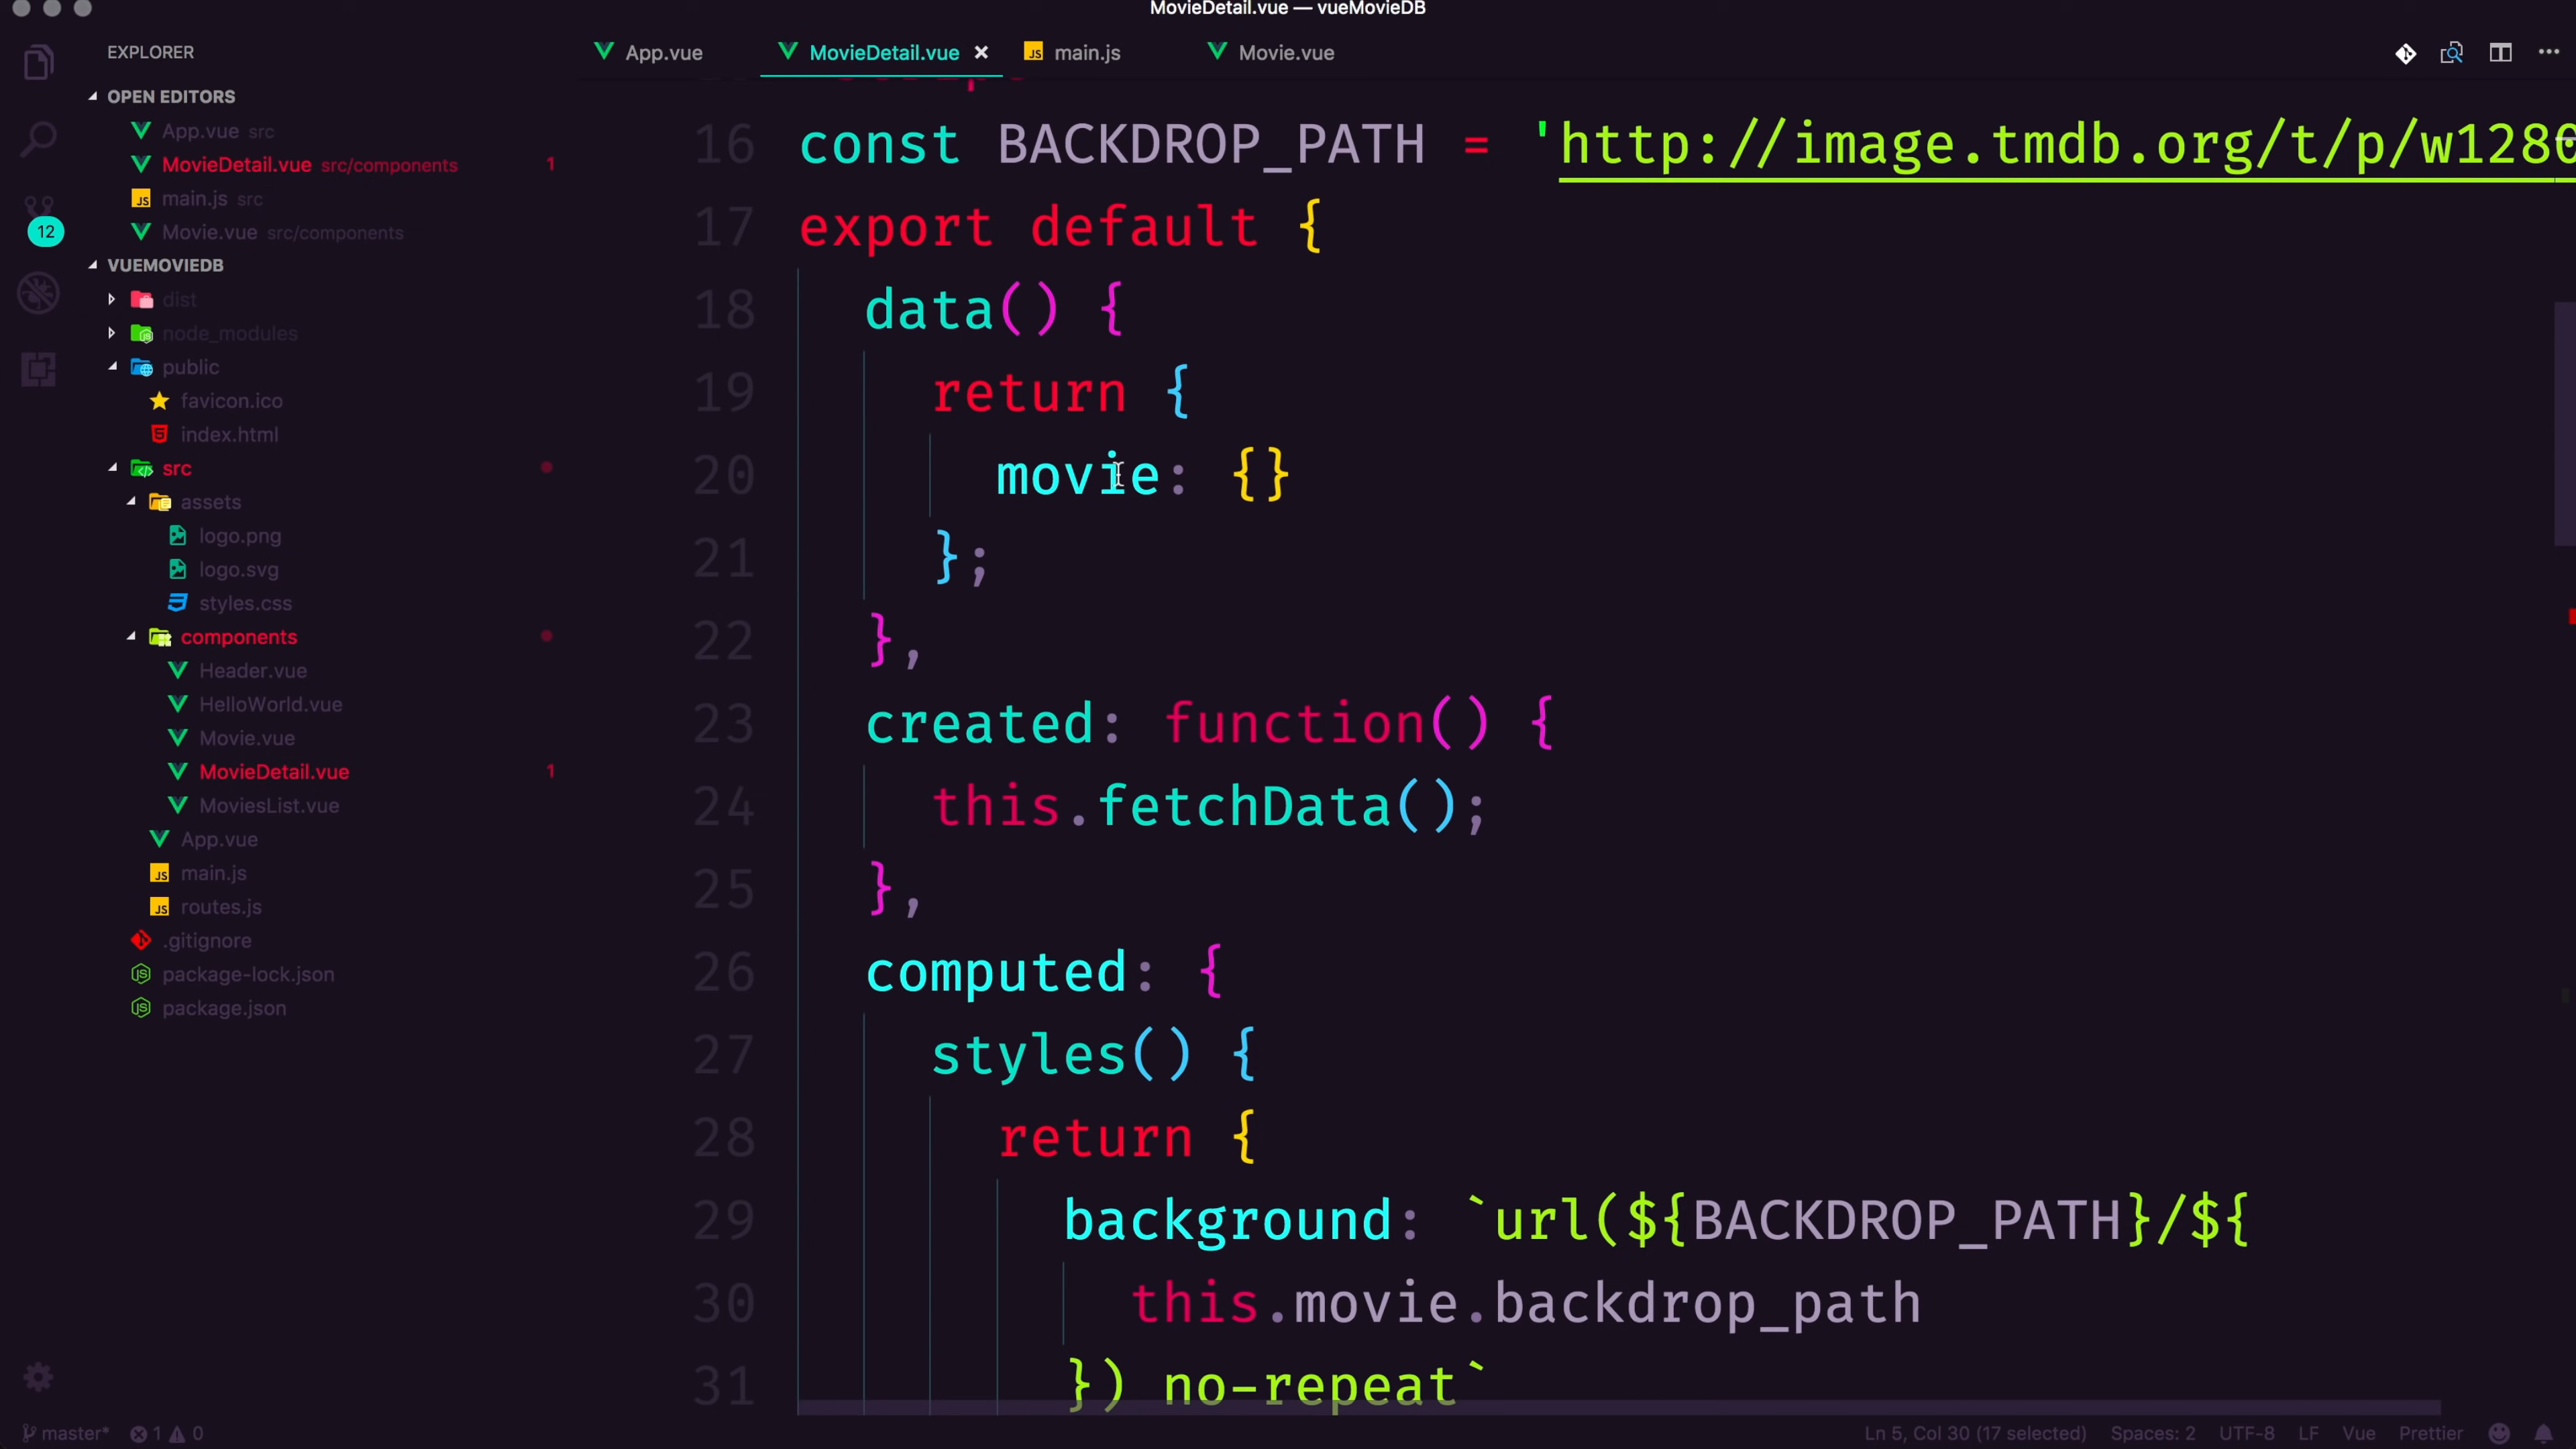 MovieDetail.vue — vueMovieDB
EXPLORER
App.vue
MovieDetail.vue
main.js
Movie.vue
OPEN EDITORS
App.vue src
MovieDetail.vue src/components 1
main.js src
Movie.vue src/components
12
VUEMOVIEDB
dist
node_modules
public
favicon.ico
index.html
src
assets
logo.png
logo.svg
styles.css
components
Header.vue
HelloWorld.vue
Movie.vue
MovieDetail.vue 1
MoviesList.vue
App.vue
main.js
routes.js
.gitignore
package-lock.json
package.json
16 const BACKDROP_PATH = 'http://image.tmdb.org/t/p/w1280
17 export default {
18 data() {
19 return {
20 movie: {}
21 };
22 },
23 created: function() {
24 this.fetchData();
25 },
26 computed: {
27 styles() {
28 return {
29 background: `url(${BACKDROP_PATH}/${
30 this.movie.backdrop_path
31 }) no-repeat`
master* 1 0
Ln 5, Col 30 (17 selected) Spaces: 2 UTF-8 LF Vue Prettier